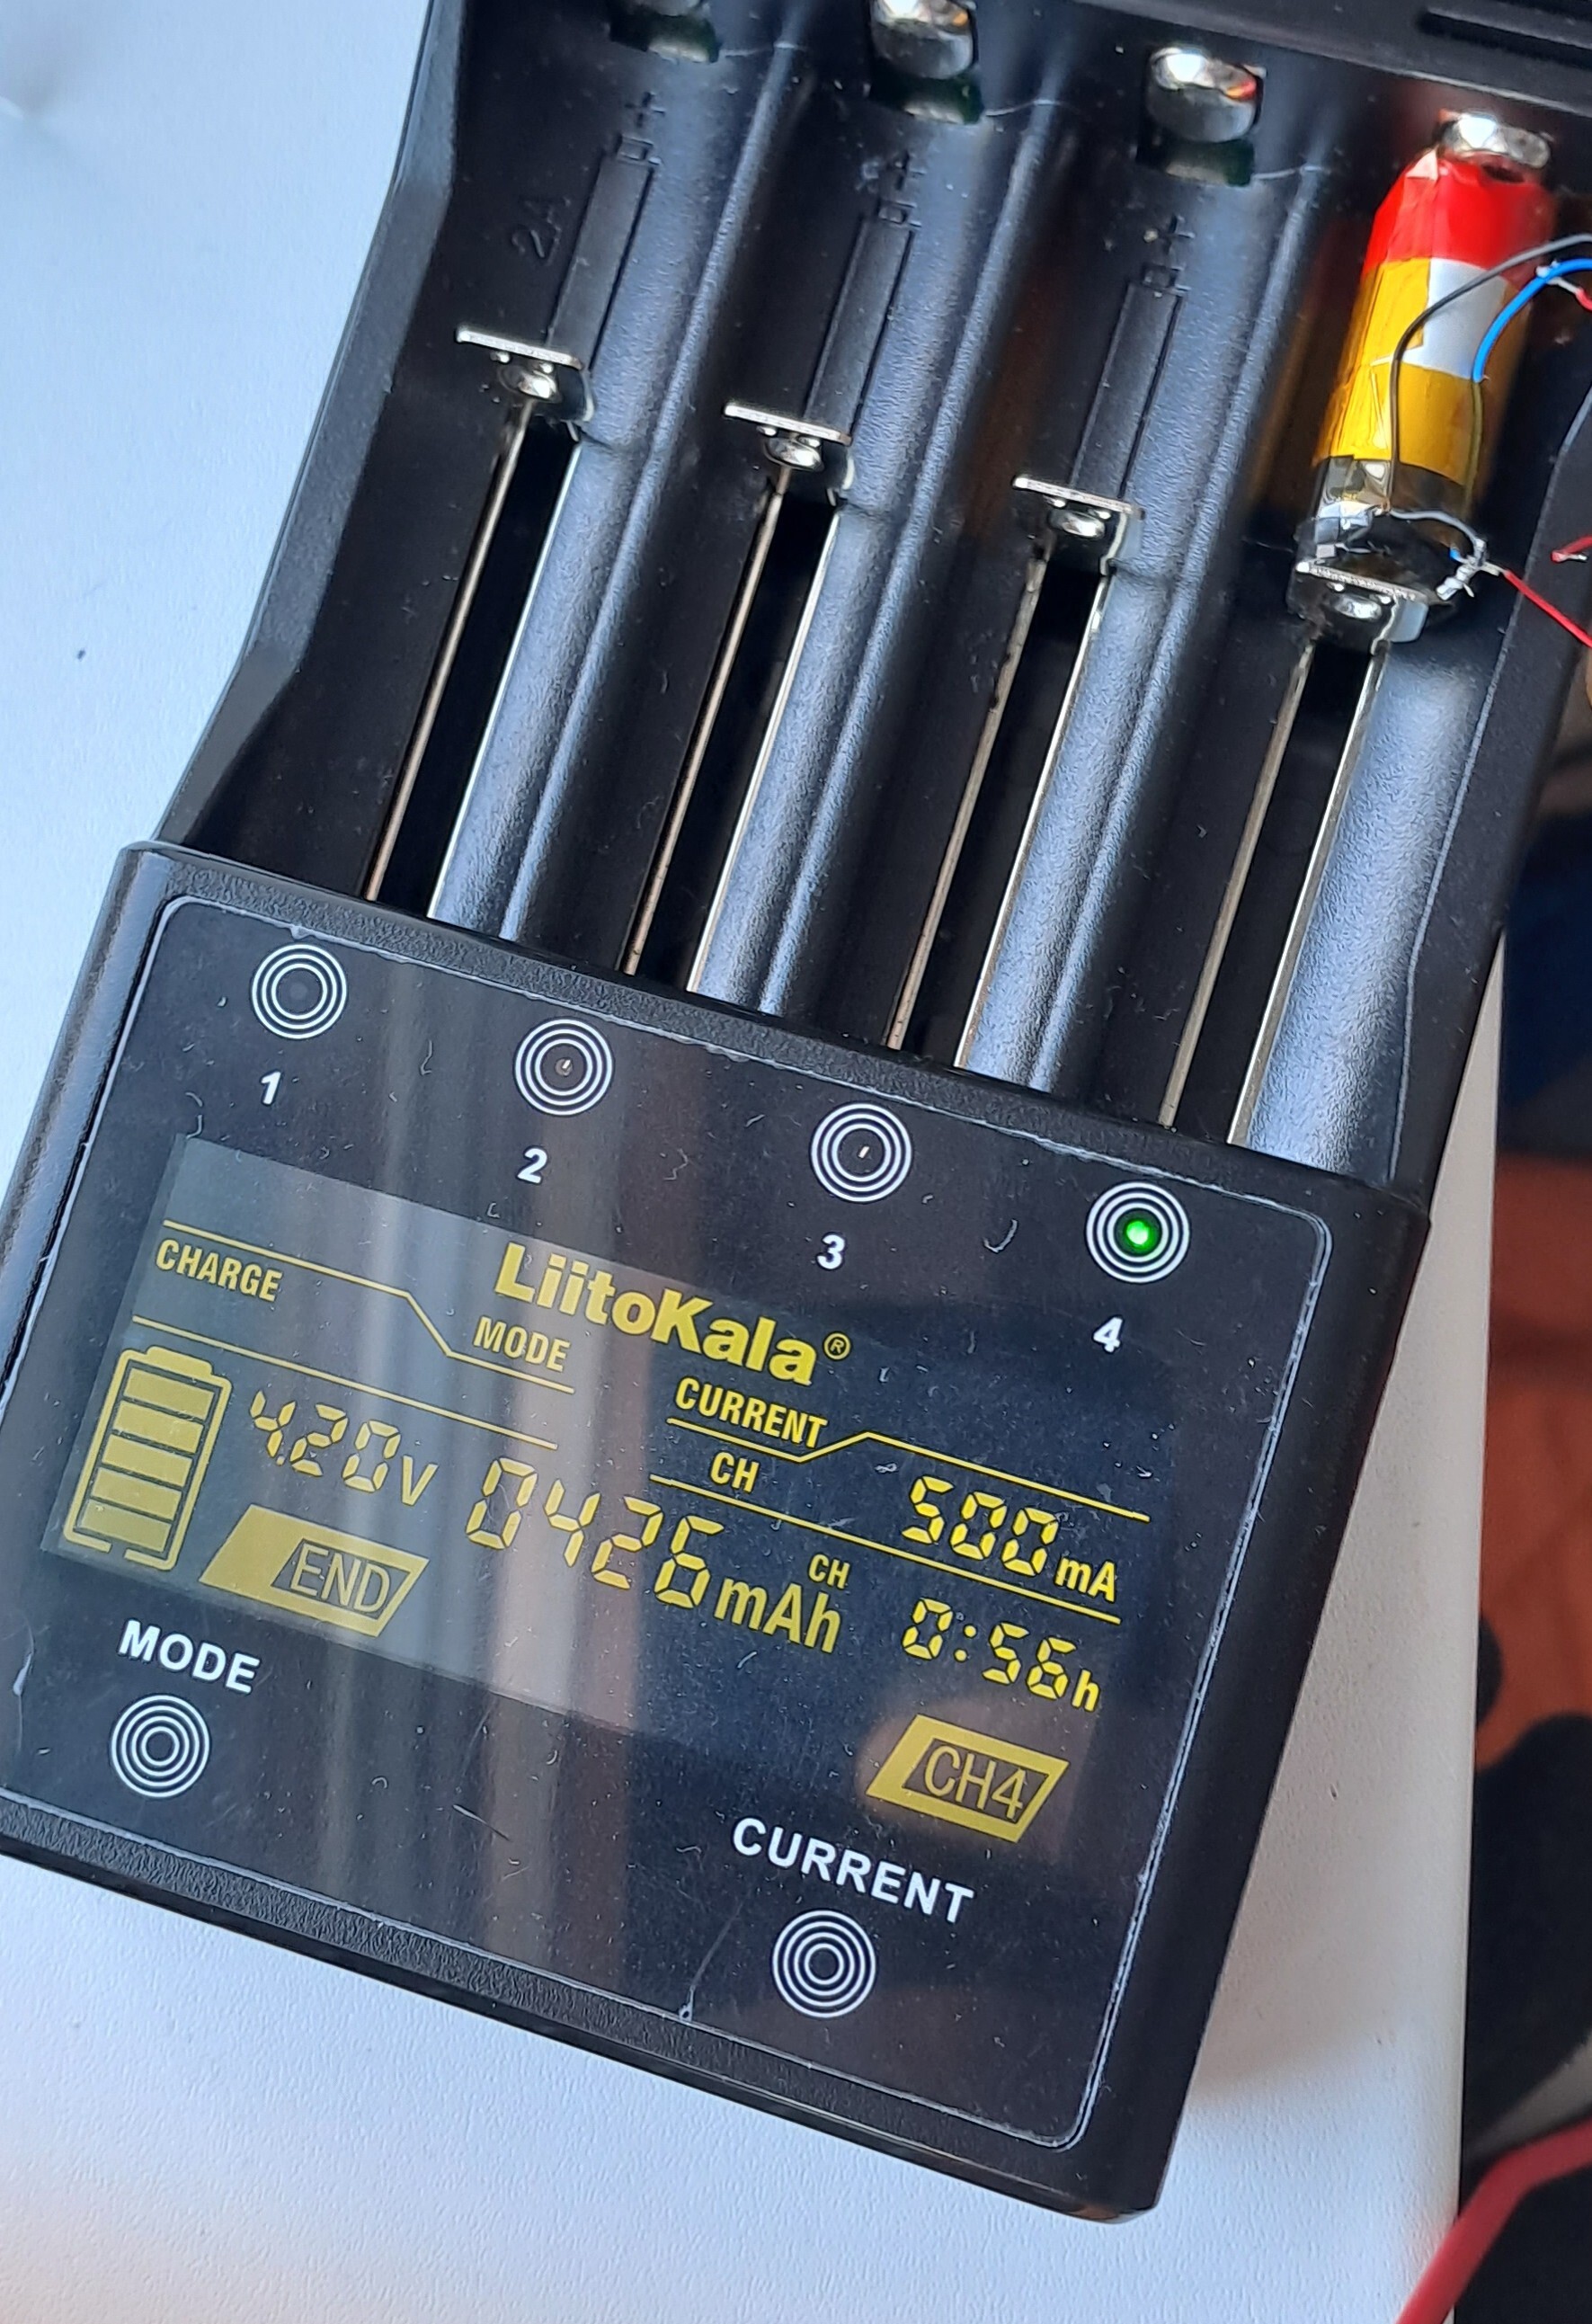 2A
1
2
3
4
LiitoKala®
CHARGE
MODE
CURRENT
CH
4.20V
500mA
END
0426mAh
CH
0:56h
CH4
MODE
CURRENT